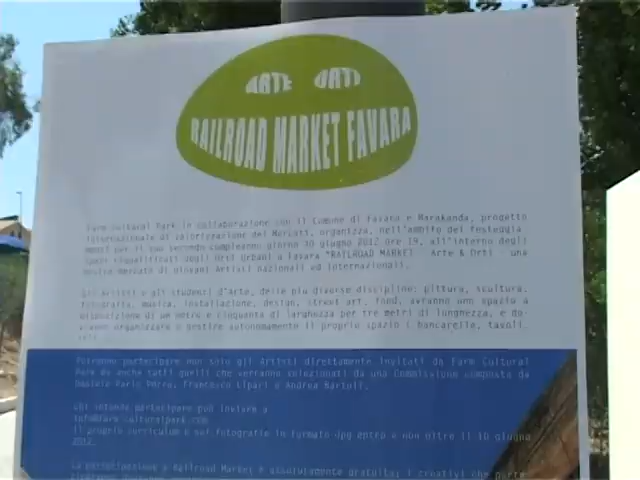 ARTE ORTI
RAILROAD MARKET FAVARA
Farm Cultural Park in collaborazione con il Comune di Favara e Marakanda, progetto
internazionale di valorizzazione dei Mercati, organizza, nell'ambito dei festeggia
menti per il suo secondo compleanno giorno 30 giugno 2012 ore 19, all'interno degli
spazi riqualificati degli Orti Urbani a Favara "RAILROAD MARKET - Arte & Orti - una
mostra mercato di giovani Artisti nazionali ed internazionali.
Gli Artisti e gli studenti d'Arte, delle più diverse discipline: pittura, scultura,
fotografia, musica, installazione, design, street art, food, avranno uno spazio a
disposizione di un metro e cinquanta di larghezza per tre metri di lunghezza, e do
vranno organizzare e gestire autonomamente il proprio spazio ( bancarelle, tavoli,
Potranno partecipare non solo gli Artisti direttamente invitati da Farm Cultural
Park ma anche tutti quelli che verranno selezionati da una Commissione composta da
Daniele Dario Perro, Francesco Lipari e Andrea Bartoli.
Chi intende partecipare può inviare a
info@farm-culturalpark.com
il proprio curriculum e sue fotografie in formato jpg entro e non oltre il 10 giugno
2012.
La partecipazione a Railroad Market è assolutamente gratuita; i creativi che parte